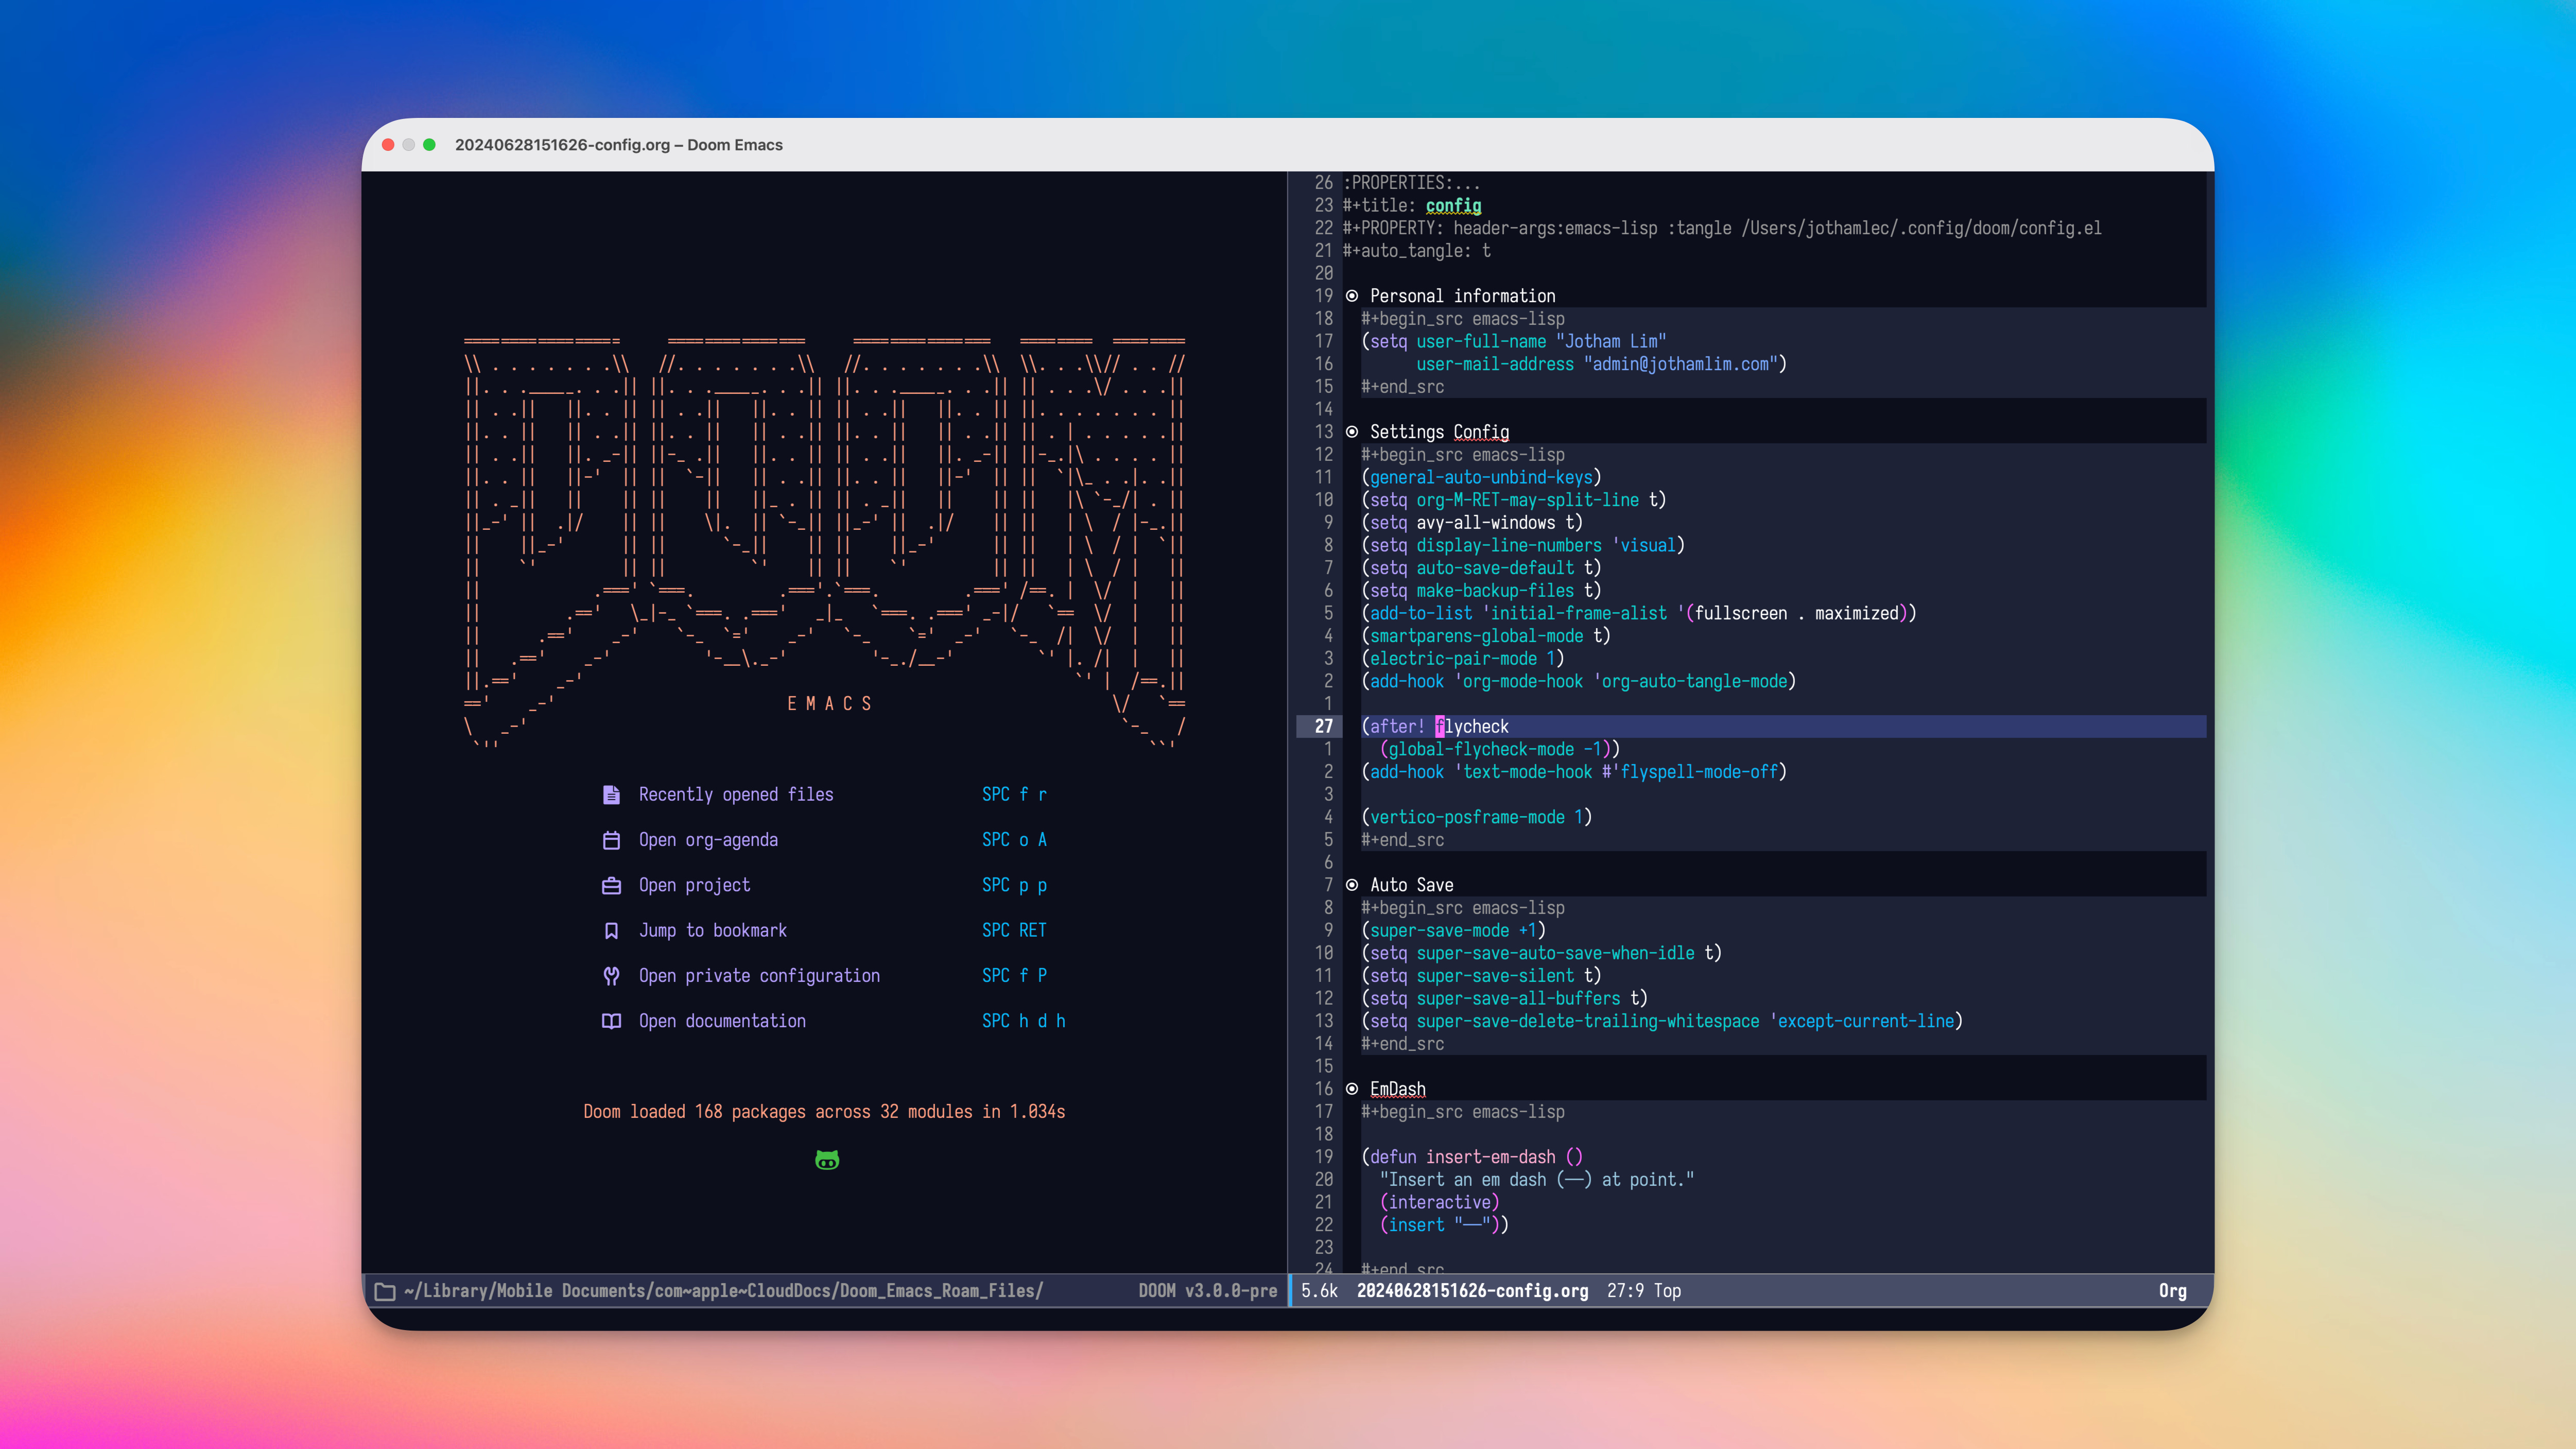 20240628151626-config.org – Doom Emacs
E M A C S
Recently opened files SPC f r
Open org-agenda SPC o A
Open project SPC p p
Jump to bookmark SPC RET
Open private configuration SPC f P
Open documentation SPC h d h
Doom loaded 168 packages across 32 modules in 1.034s
~/Library/Mobile Documents/com~apple~CloudDocs/Doom_Emacs_Roam_Files/ DOOM v3.0.0-pre
26 :PROPERTIES:...
23 #+title: config
22 #+PROPERTY: header-args:emacs-lisp :tangle /Users/jothamlec/.config/doom/config.el
21 #+auto_tangle: t
20
19 ◉ Personal information
18 #+begin_src emacs-lisp
17 (setq user-full-name "Jotham Lim"
16 user-mail-address "admin@jothamlim.com")
15 #+end_src
14
13 ◉ Settings Config
12 #+begin_src emacs-lisp
11 (general-auto-unbind-keys)
10 (setq org-M-RET-may-split-line t)
9 (setq avy-all-windows t)
8 (setq display-line-numbers 'visual)
7 (setq auto-save-default t)
6 (setq make-backup-files t)
5 (add-to-list 'initial-frame-alist '(fullscreen . maximized))
4 (smartparens-global-mode t)
3 (electric-pair-mode 1)
2 (add-hook 'org-mode-hook 'org-auto-tangle-mode)
1
27 (after! flycheck
1 (global-flycheck-mode -1))
2 (add-hook 'text-mode-hook #'flyspell-mode-off)
3
4 (vertico-posframe-mode 1)
5 #+end_src
6
7 ◉ Auto Save
8 #+begin_src emacs-lisp
9 (super-save-mode +1)
10 (setq super-save-auto-save-when-idle t)
11 (setq super-save-silent t)
12 (setq super-save-all-buffers t)
13 (setq super-save-delete-trailing-whitespace 'except-current-line)
14 #+end_src
15
16 ◉ EmDash
17 #+begin_src emacs-lisp
18
19 (defun insert-em-dash ()
20 "Insert an em dash (—) at point."
21 (interactive)
22 (insert "—"))
23
24 #+end_src
5.6k 20240628151626-config.org 27:9 Top Org